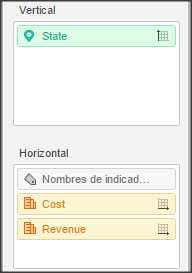 Vertical
State
Horizontal
Nombres de indicad...
Cost
Revenue